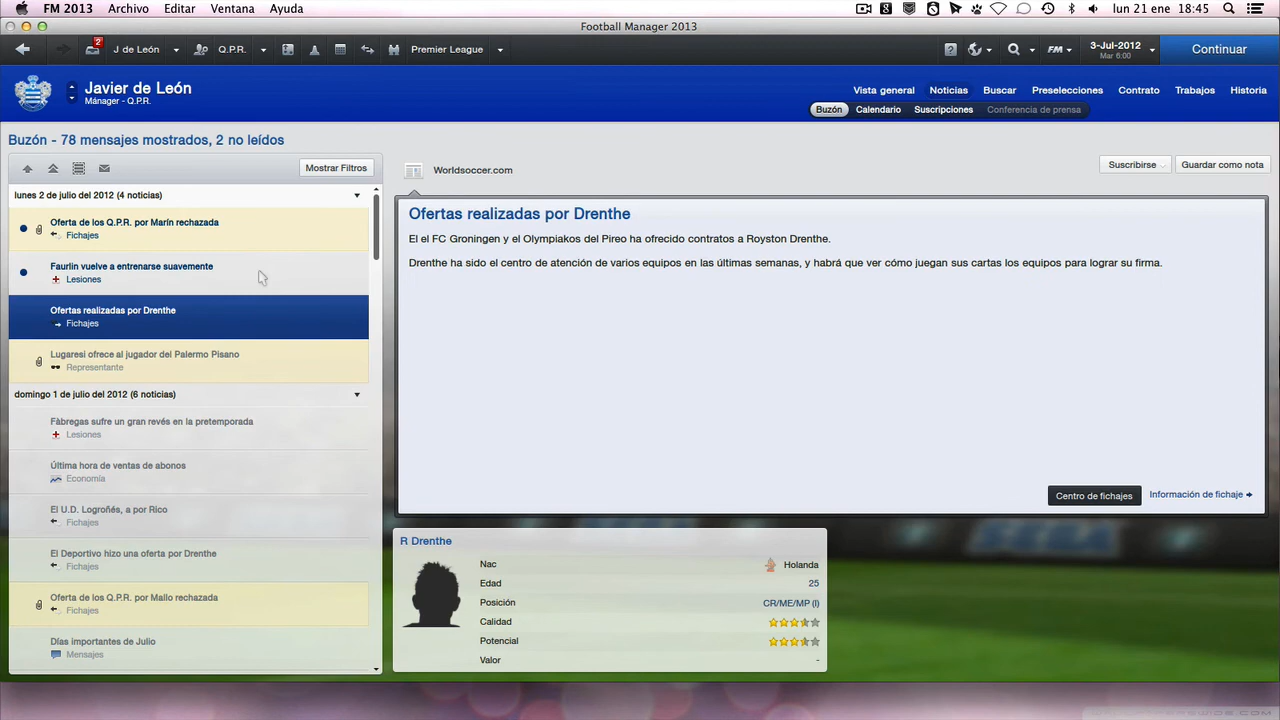 FM 2013 Archivo Editar Ventana Ayuda lun 21 ene 18:45
Football Manager 2013
2 J de León Q.P.R. Premier League ? FM 3-Jul-2012 Continuar
Mar 6:00
Javier de León
Mánager - Q.P.R.
Vista general Noticias Buscar Preselecciones Contrato Trabajos Historia
Buzón Calendario Suscripciones Conferencia de prensa
Buzón - 78 mensajes mostrados, 2 no leídos
Mostrar Filtros
lunes 2 de julio del 2012 (4 noticias)
Oferta de los Q.P.R. por Marín rechazada
Fichajes
Faurlin vuelve a entrenarse suavemente
Lesiones
Ofertas realizadas por Drenthe
Fichajes
Lugaresi ofrece al jugador del Palermo Pisano
Representante
domingo 1 de julio del 2012 (6 noticias)
Fàbregas sufre un gran revés en la pretemporada
Lesiones
Última hora de ventas de abonos
Economía
El U.D. Logroñés, a por Rico
Fichajes
El Deportivo hizo una oferta por Drenthe
Fichajes
Oferta de los Q.P.R. por Mallo rechazada
Fichajes
Días importantes de Julio
Mensajes
Worldsoccer.com
Suscribirse Guardar como nota
Ofertas realizadas por Drenthe
El el FC Groningen y el Olympiakos del Pireo ha ofrecido contratos a Royston Drenthe.
Drenthe ha sido el centro de atención de varios equipos en las últimas semanas, y habrá que ver cómo juegan sus cartas los equipos para lograr su firma.
Centro de fichajes Información de fichaje
R Drenthe
Nac Holanda
Edad 25
Posición CR/ME/MP (I)
Calidad
Potencial
Valor -
SEGA